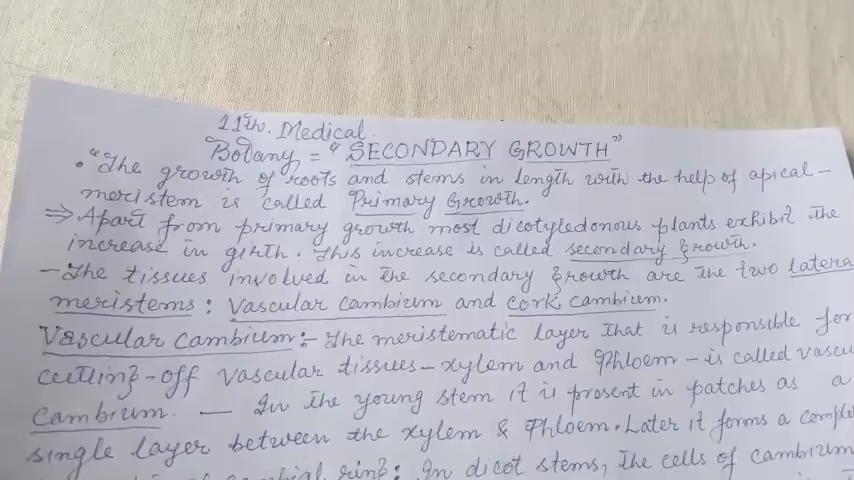 11th. Medical
Botany = "SECONDARY GROWTH"
• "The growth of roots and stems in length with the help of apical-
meristem is called Primary Growth.
⇒ Apart from primary growth most dicotyledonous plants exhibit the
increase in girth. This increase is called secondary growth.
- The tissues involved in the secondary growth are the two latera
meristems: Vascular cambium and cork cambium.
Vascular Cambium:- The meristematic layer that is responsible for
cutting-off vascular tissues - xylem and Phloem - is called vascu
Cambium. — In the young stem it is present in patches as a
single layer between the xylem & Phloem. Later it forms a comple
ring: In dicot stems, the cells of cambium